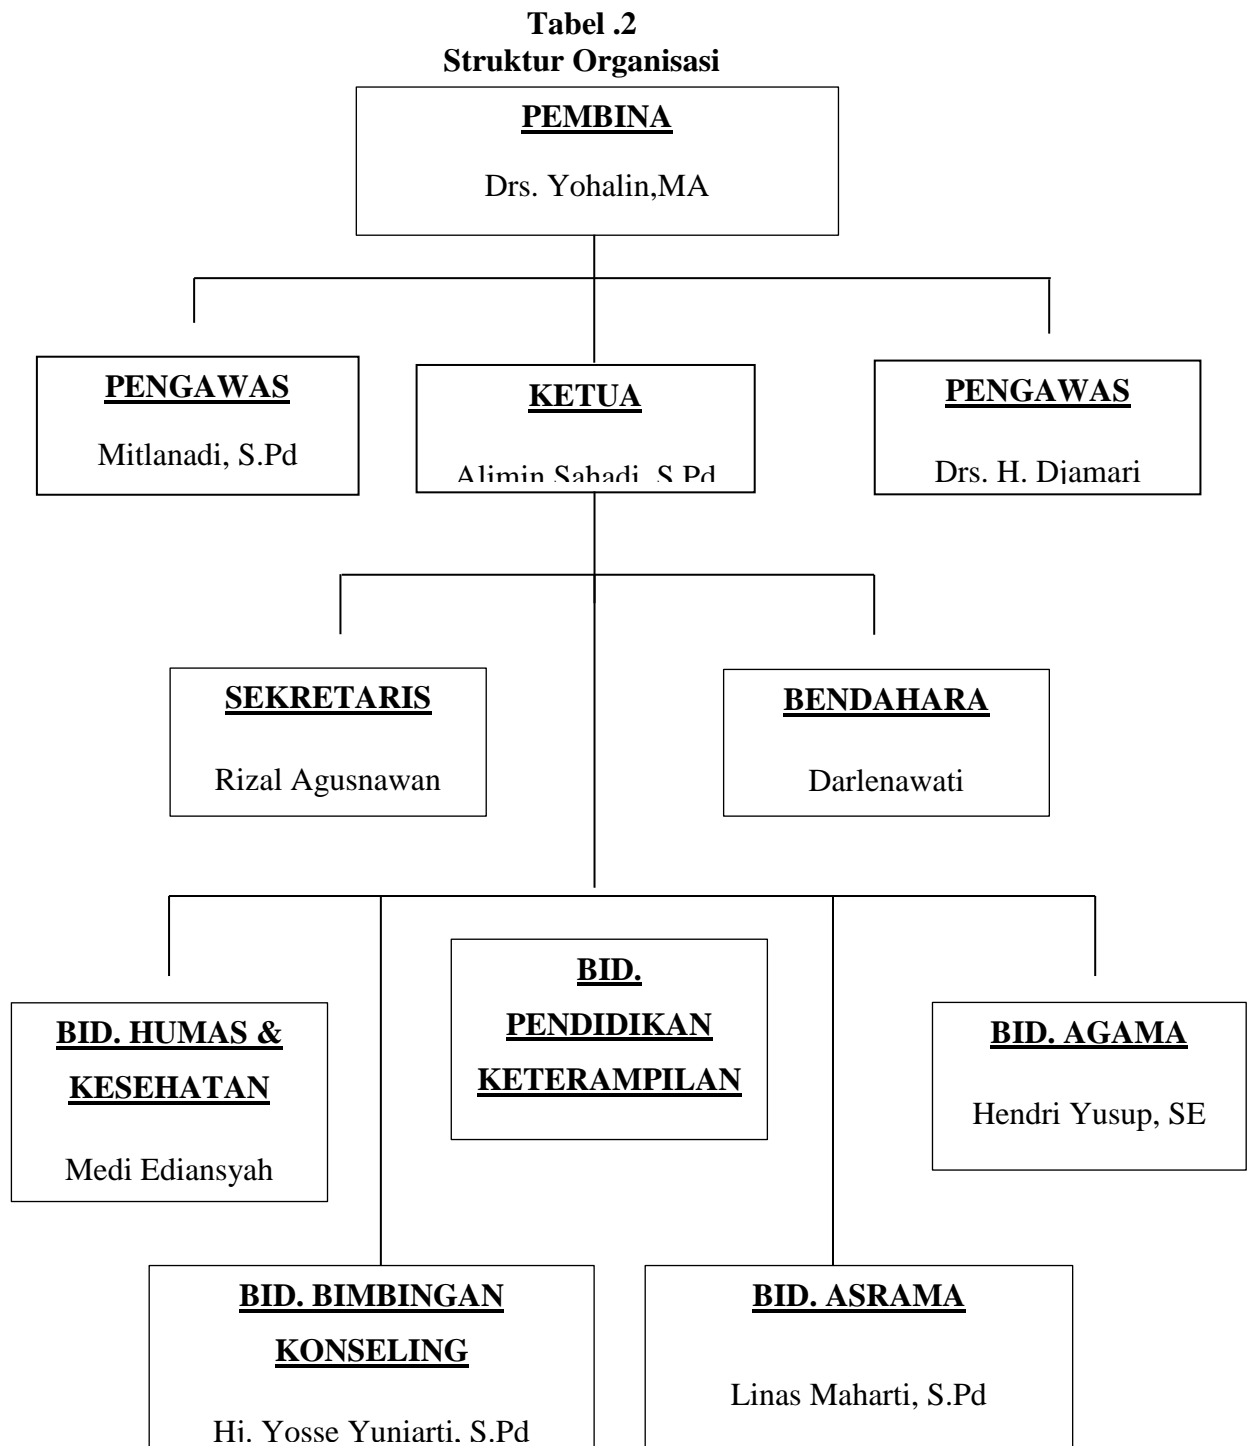 Tabel .2
Struktur Organisasi
PEMBINA
Drs. Yohalin,MA
PENGAWAS
Mitlanadi, S.Pd
KETUA
Alimin Sahadi, S.Pd
PENGAWAS
Drs. H. Djamari
SEKRETARIS
Rizal Agusnawan
BENDAHARA
Darlenawati
BID. HUMAS &
KESEHATAN
Medi Ediansyah
BID.
PENDIDIKAN
KETERAMPILAN
BID. AGAMA
Hendri Yusup, SE
BID. BIMBINGAN
KONSELING
Hj. Yosse Yuniarti, S.Pd
BID. ASRAMA
Linas Maharti, S.Pd